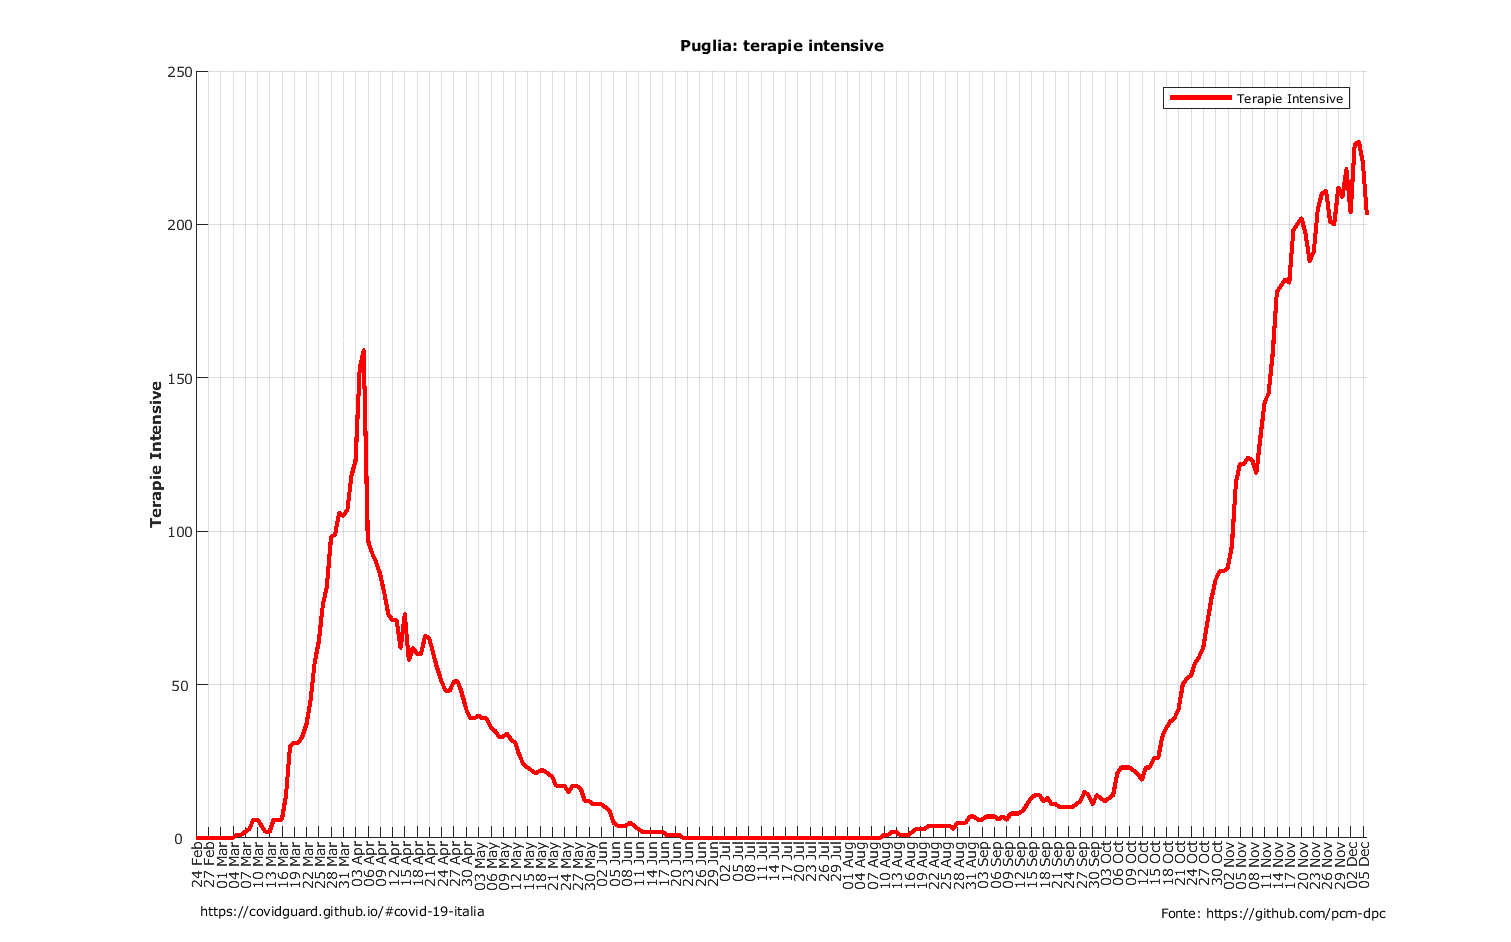 Puglia: terapie intensive
Terapie Intensive
250
200
150
100
50
0
Terapie Intensive
24 Feb
27 Feb
01 Mar
04 Mar
07 Mar
10 Mar
13 Mar
16 Mar
19 Mar
22 Mar
25 Mar
28 Mar
31 Mar
03 Apr
06 Apr
09 Apr
12 Apr
15 Apr
18 Apr
21 Apr
24 Apr
27 Apr
30 Apr
03 May
06 May
09 May
12 May
15 May
18 May
21 May
24 May
27 May
30 May
02 Jun
05 Jun
08 Jun
11 Jun
14 Jun
17 Jun
20 Jun
23 Jun
26 Jun
29 Jun
02 Jul
05 Jul
08 Jul
11 Jul
14 Jul
17 Jul
20 Jul
23 Jul
26 Jul
29 Jul
01 Aug
04 Aug
07 Aug
10 Aug
13 Aug
16 Aug
19 Aug
22 Aug
25 Aug
28 Aug
31 Aug
03 Sep
06 Sep
09 Sep
12 Sep
15 Sep
18 Sep
21 Sep
24 Sep
27 Sep
30 Sep
03 Oct
06 Oct
09 Oct
12 Oct
15 Oct
18 Oct
21 Oct
24 Oct
27 Oct
30 Oct
02 Nov
05 Nov
08 Nov
11 Nov
14 Nov
17 Nov
20 Nov
23 Nov
26 Nov
29 Nov
02 Dec
05 Dec
https://covidguard.github.io/#covid-19-italia
Fonte: https://github.com/pcm-dpc